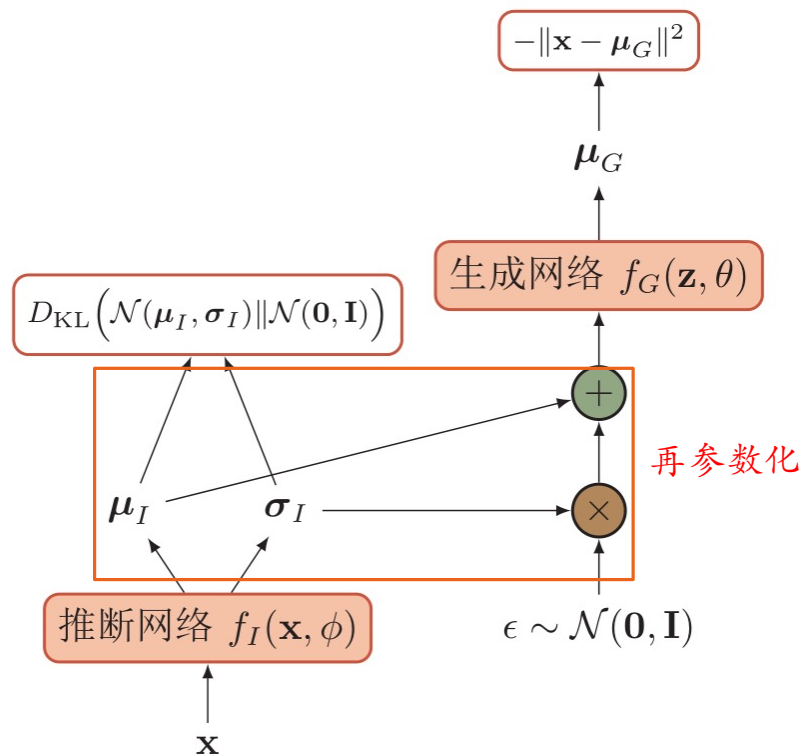 −‖x − μ_G‖²
μ_G
生成网络 f_G(z, θ)
D_KL(𝒩(μ_I, σ_I)‖𝒩(0, I))
+
再参数化
μ_I
σ_I
×
推断网络 f_I(x, ϕ)
ϵ ∼ 𝒩(0, I)
x